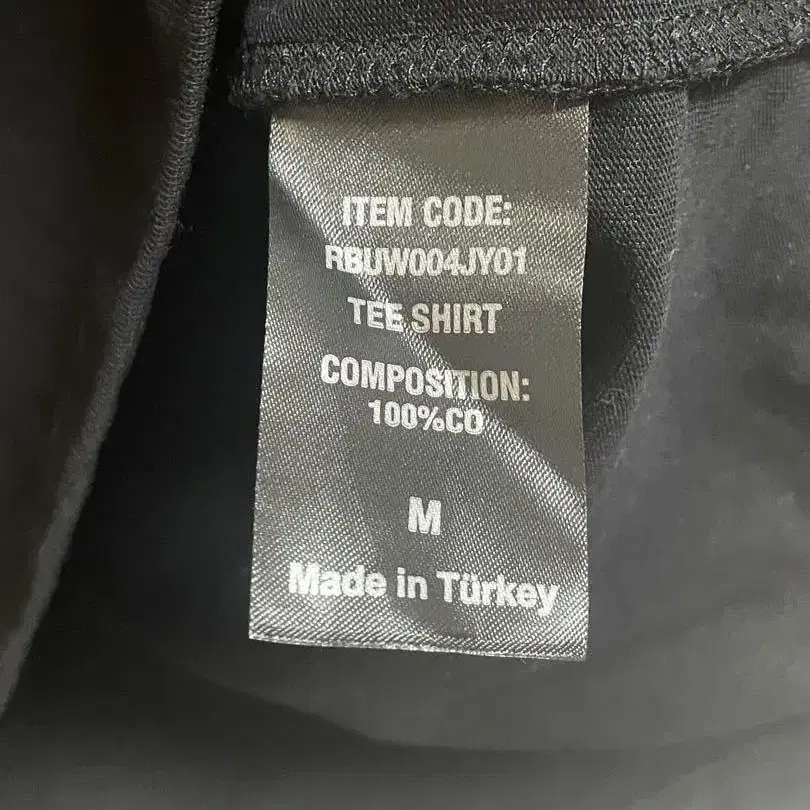 ITEM CODE:
RBUW004JY01
TEE SHIRT
COMPOSITION:
100%CO
M
Made in Türkey